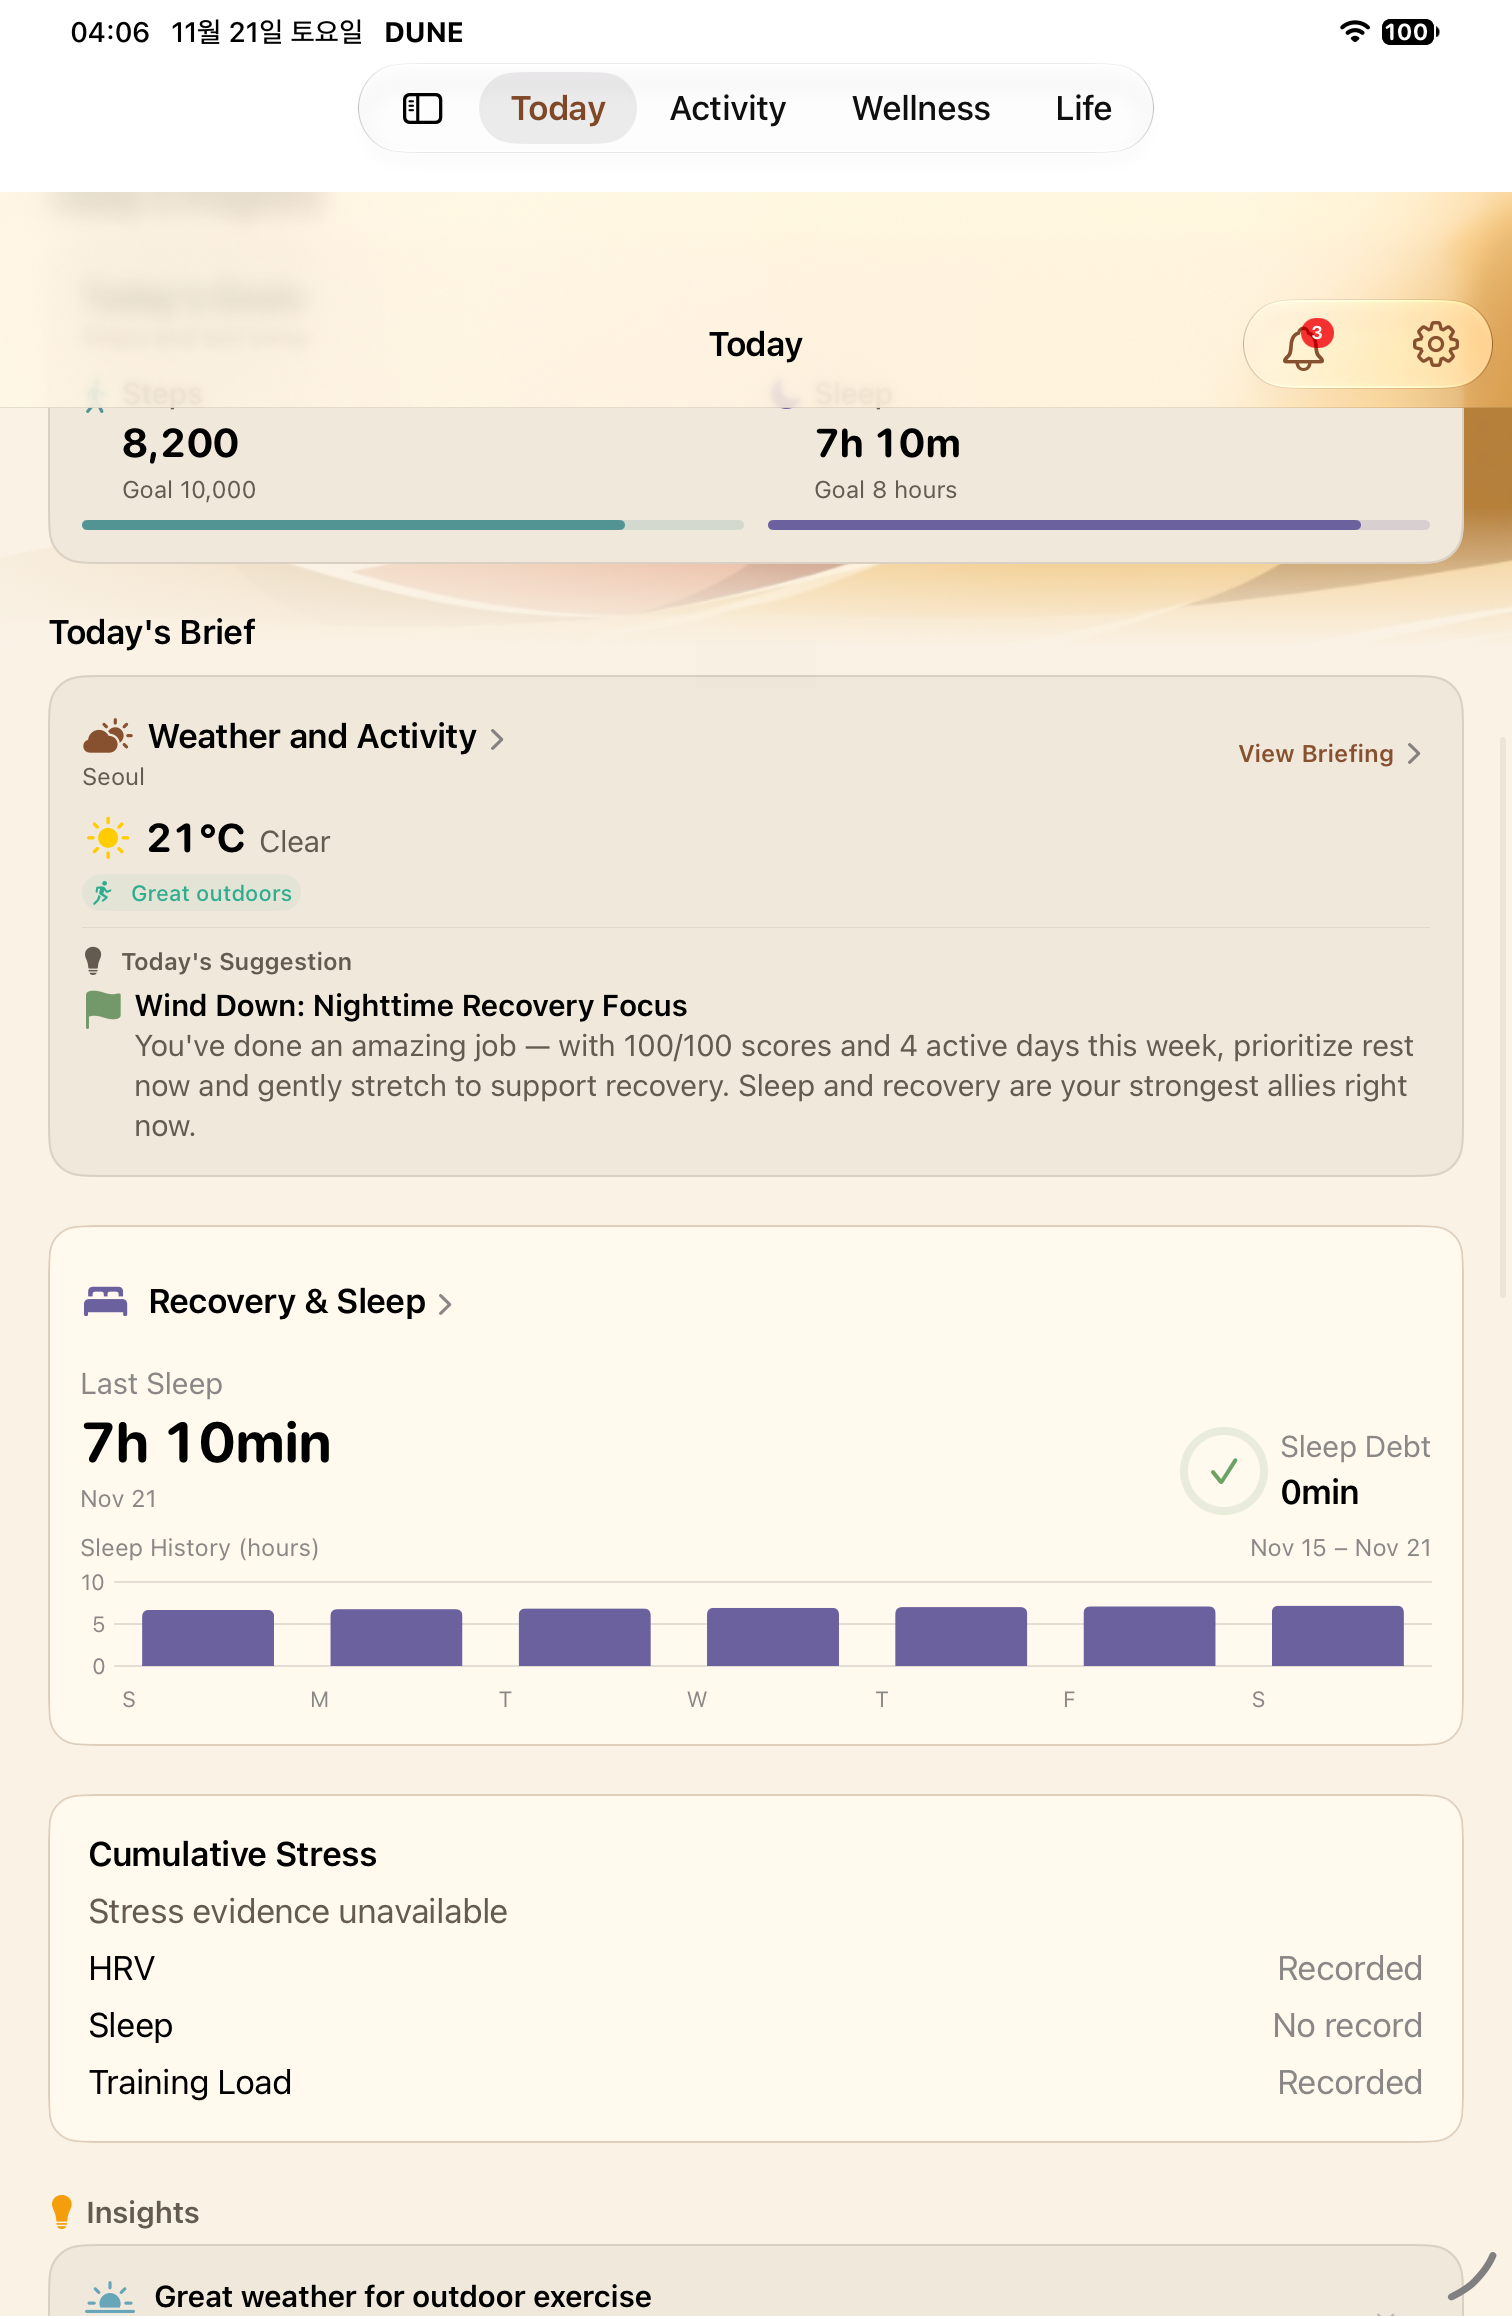 04:06 11월 21일 토요일 DUNE
100
Today Activity Wellness Life
Today
3
Steps
Sleep
8,200
7h 10m
Goal 10,000
Goal 8 hours
Today's Brief
Weather and Activity
View Briefing
Seoul
21°C Clear
Great outdoors
Today's Suggestion
Wind Down: Nighttime Recovery Focus
You've done an amazing job — with 100/100 scores and 4 active days this week, prioritize rest
now and gently stretch to support recovery. Sleep and recovery are your strongest allies right
now.
Recovery & Sleep
Last Sleep
7h 10min
Nov 21
Sleep Debt
0min
Sleep History (hours)
Nov 15 – Nov 21
10
5
0
S M T W T F S
Cumulative Stress
Stress evidence unavailable
HRV Recorded
Sleep No record
Training Load Recorded
Insights
Great weather for outdoor exercise